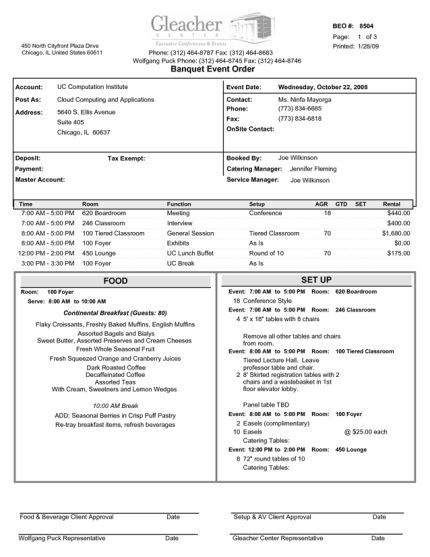 Gleacher
CENTER
Executive Conferences & Events
BEO #: 8504
Page: 1 of 3
Printed: 1/28/09
450 North Cityfront Plaza Drive
Chicago, IL United States 60611
Phone: (312) 464-8787 Fax: (312) 464-8683
Wolfgang Puck Phone: (312) 464-8745 Fax: (312) 464-8746
Banquet Event Order
Account: UC Computation Institute
Post As: Cloud Computing and Applications
Address: 5640 S. Ellis Avenue
Suite 405
Chicago, IL 60637
Event Date: Wednesday, October 22, 2008
Contact: Ms. Ninfa Mayorga
Phone: (773) 834-6685
Fax: (773) 834-6818
OnSite Contact:
Deposit: Tax Exempt:
Payment:
Master Account:
Booked By: Joe Wilkinson
Catering Manager: Jennifer Fleming
Service Manager: Joe Wilkinson
Time Room Function Setup AGR GTD SET Rental
7:00 AM - 5:00 PM 620 Boardroom Meeting Conference 18 $440.00
7:00 AM - 5:00 PM 246 Classroom Interview $400.00
8:00 AM - 5:00 PM 100 Tiered Classroom General Session Tiered Classroom 70 $1,680.00
8:00 AM - 5:00 PM 100 Foyer Exhibits As Is $0.00
12:00 PM - 2:00 PM 450 Lounge UC Lunch Buffet Round of 10 70 $175.00
3:00 PM - 3:30 PM 100 Foyer UC Break As Is
FOOD
Room: 100 Foyer
Serve: 8:00 AM to 10:00 AM
Continental Breakfast (Guests: 80)
Flaky Croissants, Freshly Baked Muffins, English Muffins
Assorted Bagels and Bialys
Sweet Butter, Assorted Preserves and Cream Cheeses
Fresh Whole Seasonal Fruit
Fresh Squeezed Orange and Cranberry Juices
Dark Roasted Coffee
Decaffeinated Coffee
Assorted Teas
With Cream, Sweetners and Lemon Wedges
10:00 AM Break
ADD: Seasonal Berries in Crisp Puff Pastry
Re-tray breakfast items, refresh beverages
SET UP
Event: 7:00 AM to 5:00 PM Room: 620 Boardroom
18 Conference Style
Event: 7:00 AM to 5:00 PM Room: 246 Classroom
4 5' x 18" tables with 8 chairs
Remove all other tables and chairs
from room.
Event: 8:00 AM to 5:00 PM Room: 100 Tiered Classroom
Tiered Lecture Hall. Leave
professor table and chair.
2 8' Skirted registration tables with 2
chairs and a wastebasket in 1st
floor elevator lobby.
Panel table TBD
Event: 8:00 AM to 5:00 PM Room: 100 Foyer
2 Easels (complimentary)
10 Easels @ $25.00 each
Catering Tables:
Event: 12:00 PM to 2:00 PM Room: 450 Lounge
8 72" round tables of 10
Catering Tables:
Food & Beverage Client Approval Date
Setup & AV Client Approval Date
Wolfgang Puck Representative Date
Gleacher Center Representative Date